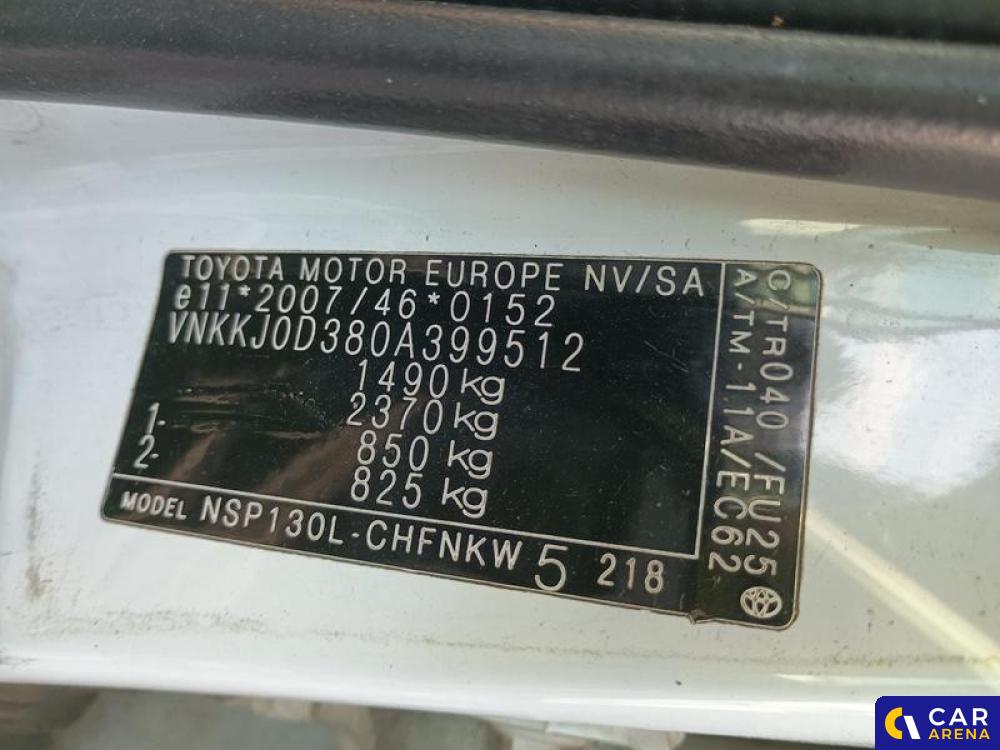 TOYOTA MOTOR EUROPE NV/SA
e11*2007/46*0152
VNKKJ0D380A399512
1490 kg
2370 kg
1- 850 kg
2- 825 kg
MODEL NSP130L-CHFNKW 5 218
C/TR040 /FU25
A/TM-1.1A/EC62
CAR
ARENA